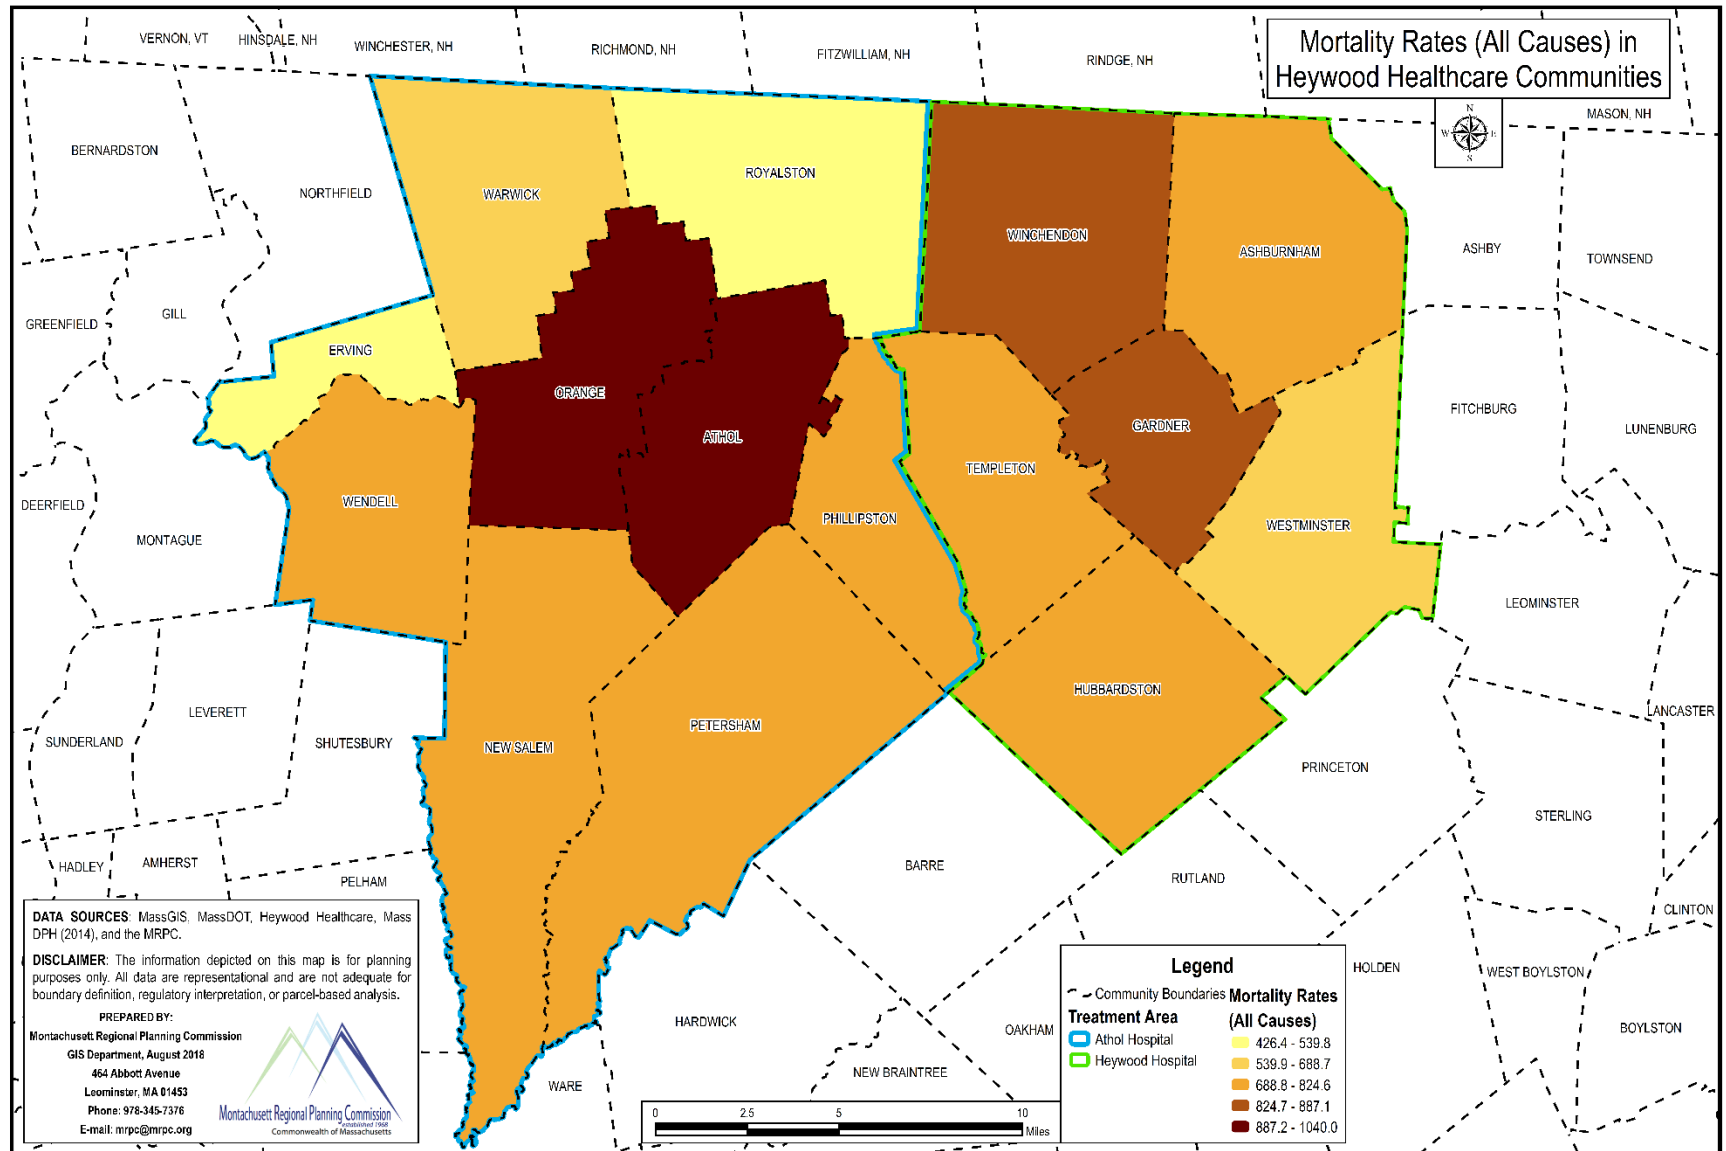 Mortality Rates (All Causes) in
Heywood Healthcare Communities
N
W E
S
VERNON, VT
HINSDALE, NH
WINCHESTER, NH
RICHMOND, NH
FITZWILLIAM, NH
RINDGE, NH
MASON, NH
BERNARDSTON
NORTHFIELD
WARWICK
ROYALSTON
WINCHENDON
ASHBURNHAM
ASHBY
TOWNSEND
GREENFIELD
GILL
ERVING
ORANGE
ATHOL
GARDNER
FITCHBURG
LUNENBURG
DEERFIELD
MONTAGUE
WENDELL
PHILLIPSTON
TEMPLETON
WESTMINSTER
LEOMINSTER
SUNDERLAND
LEVERETT
SHUTESBURY
NEW SALEM
PETERSHAM
HUBBARDSTON
PRINCETON
LANCASTER
STERLING
HADLEY
AMHERST
PELHAM
BARRE
RUTLAND
CLINTON
HOLDEN
WEST BOYLSTON
BOYLSTON
HARDWICK
OAKHAM
NEW BRAINTREE
WARE
DATA SOURCES: MassGIS, MassDOT, Heywood Healthcare, Mass
DPH (2014), and the MRPC.
DISCLAIMER: The information depicted on this map is for planning
purposes only. All data are representational and are not adequate for
boundary definition, regulatory interpretation, or parcel-based analysis.
PREPARED BY:
Montachusett Regional Planning Commission
GIS Department, August 2018
464 Abbott Avenue
Leominster, MA 01453
Phone: 978-345-7376
E-mail: mrpc@mrpc.org
Montachusett Regional Planning Commission
established 1968
Commonwealth of Massachusetts
0 2.5 5 10
Miles
Legend
Community Boundaries
Treatment Area
Athol Hospital
Heywood Hospital
Mortality Rates
(All Causes)
426.4 - 539.8
539.9 - 688.7
688.8 - 824.6
824.7 - 887.1
887.2 - 1040.0